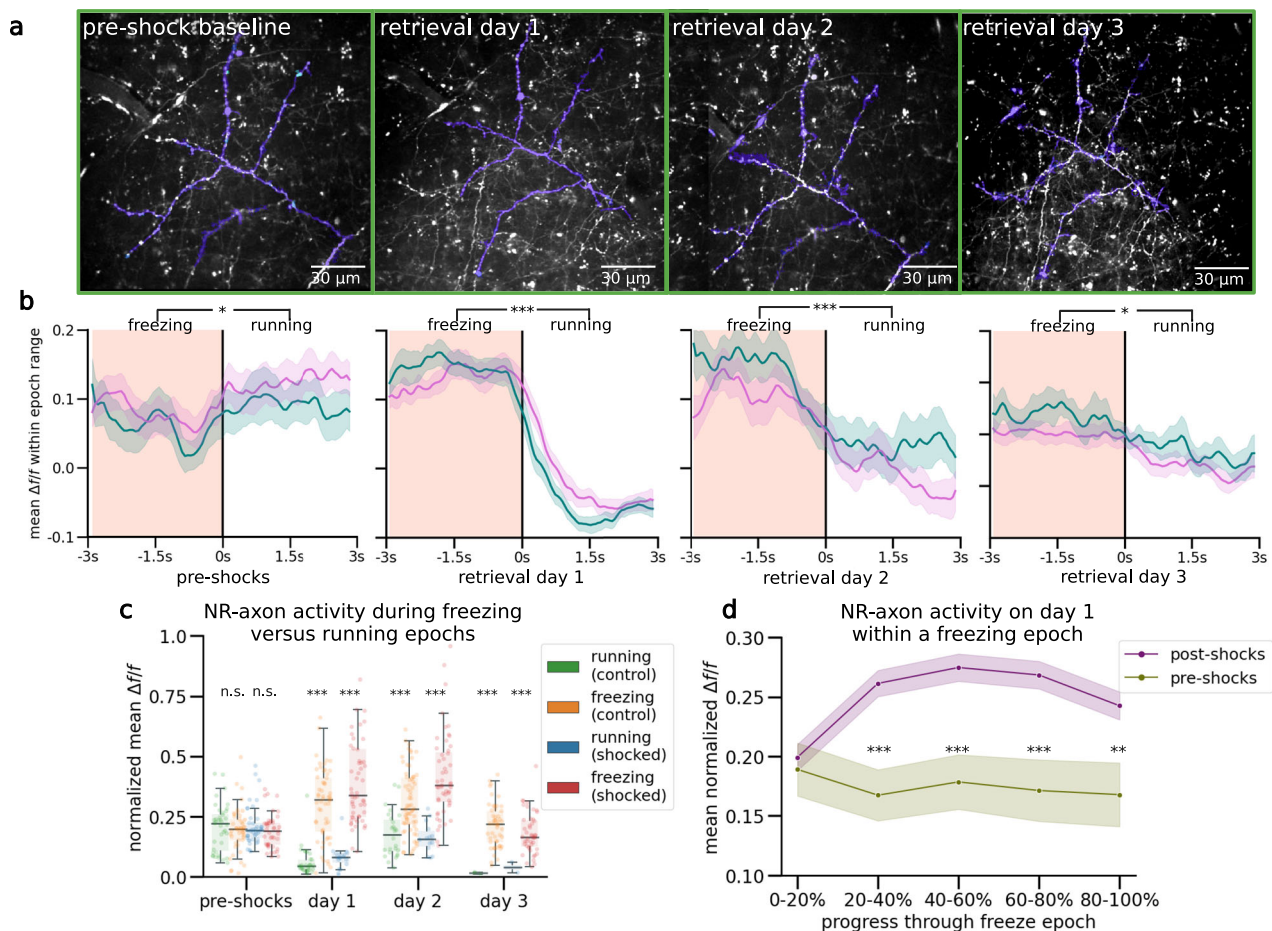 a
pre-shock baseline
retrieval day 1
retrieval day 2
retrieval day 3
30 µm
30 µm
30 µm
30 µm
b
freezing
*
running
freezing
***
running
freezing
***
running
freezing
*
running
mean Δf/f within epoch range
0.2
0.1
0.0
-0.1
-3s
-1.5s
0s
1.5s
3s
-3s
-1.5s
0s
1.5s
3s
-3s
-1.5s
0s
1.5s
3s
-3s
-1.5s
0s
1.5s
3s
pre-shocks
retrieval day 1
retrieval day 2
retrieval day 3
c
NR-axon activity during freezing
versus running epochs
normalized mean Δf/f
1.0
0.75
0.5
0.25
0.0
n.s.
n.s.
***
***
***
***
***
***
running
(control)
freezing
(control)
running
(shocked)
freezing
(shocked)
pre-shocks
day 1
day 2
day 3
d
NR-axon activity on day 1
within a freezing epoch
post-shocks
pre-shocks
mean normalized Δf/f
0.30
0.25
0.20
0.15
0.10
***
***
***
**
0-20%
20-40%
40-60%
60-80%
80-100%
progress through freeze epoch